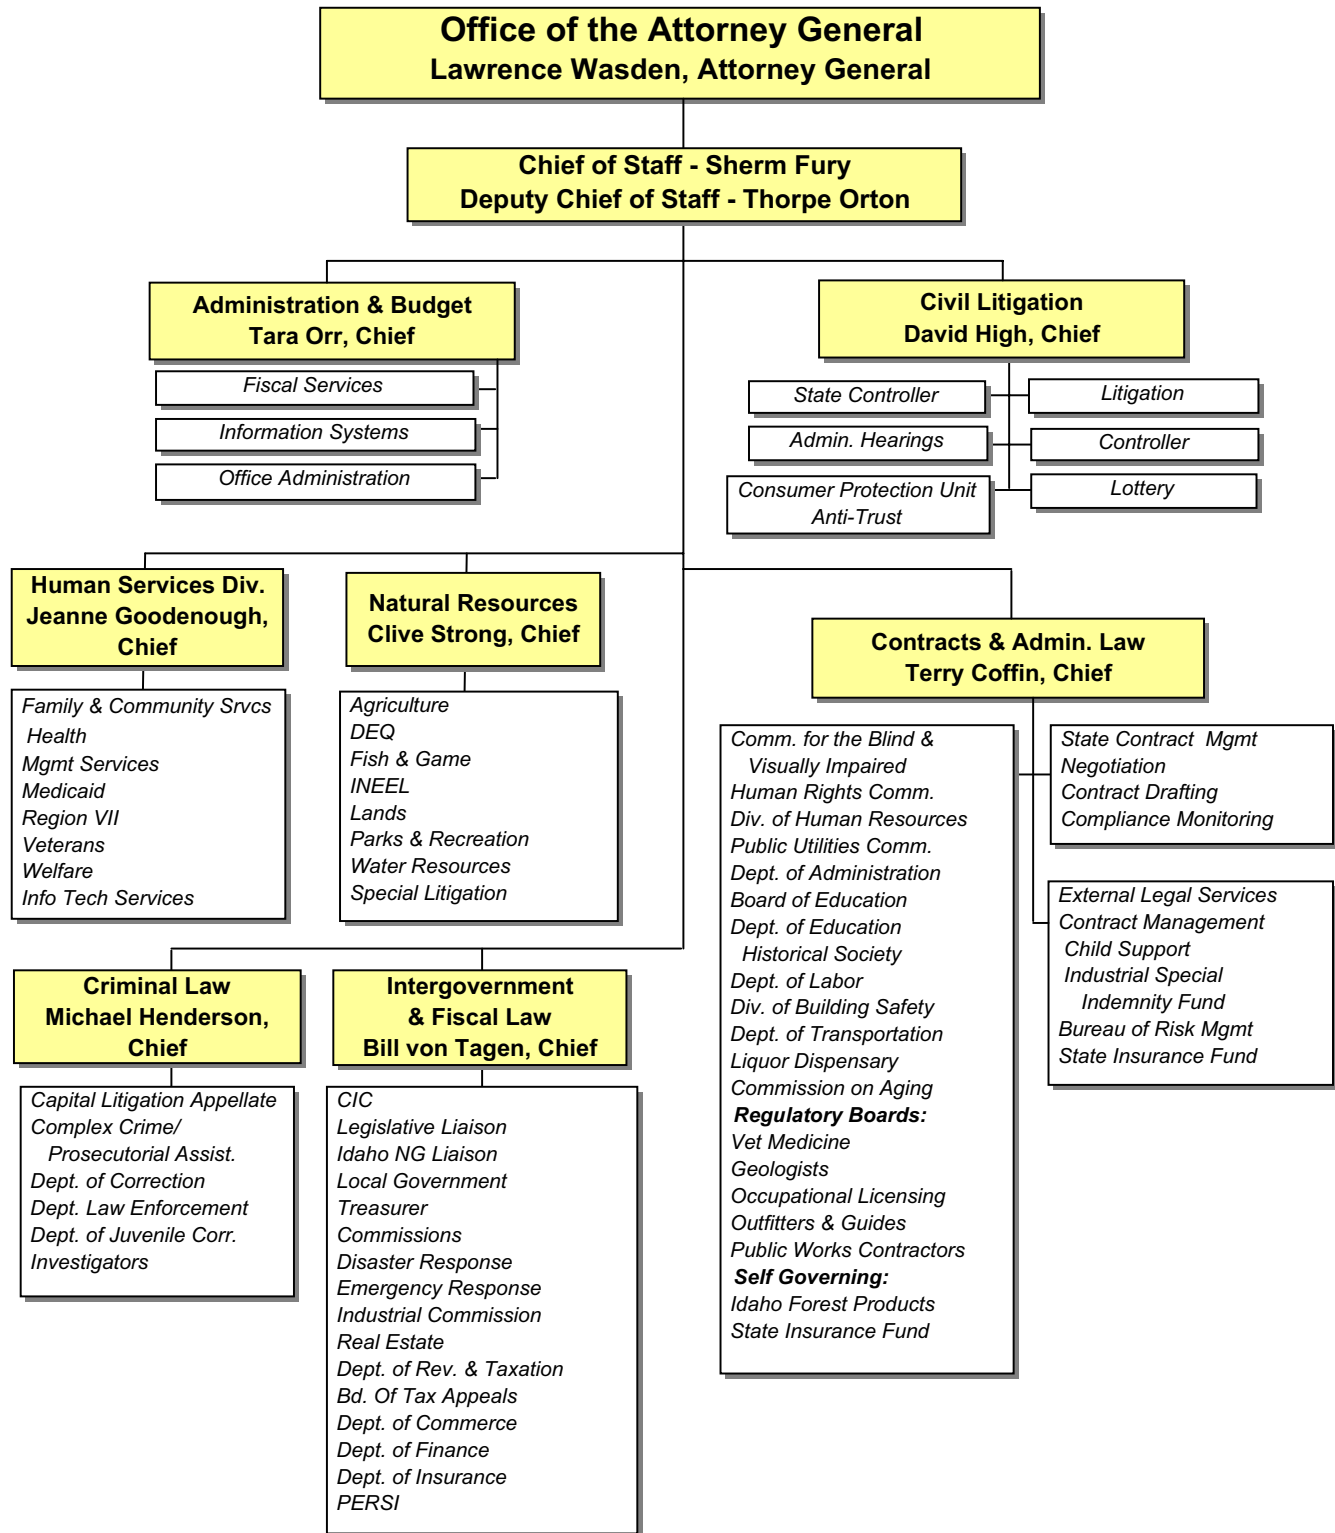 Office of the Attorney General
Lawrence Wasden, Attorney General
Chief of Staff - Sherm Fury
Deputy Chief of Staff - Thorpe Orton
Administration & Budget
Tara Orr, Chief
Fiscal Services
Information Systems
Office Administration
Civil Litigation
David High, Chief
State Controller
Litigation
Admin. Hearings
Controller
Consumer Protection Unit
Anti-Trust
Lottery
Human Services Div.
Jeanne Goodenough,
Chief
Family & Community Srvcs
Health
Mgmt Services
Medicaid
Region VII
Veterans
Welfare
Info Tech Services
Natural Resources
Clive Strong, Chief
Agriculture
DEQ
Fish & Game
INEEL
Lands
Parks & Recreation
Water Resources
Special Litigation
Contracts & Admin. Law
Terry Coffin, Chief
Comm. for the Blind &
Visually Impaired
Human Rights Comm.
Div. of Human Resources
Public Utilities Comm.
Dept. of Administration
Board of Education
Dept. of Education
Historical Society
Dept. of Labor
Div. of Building Safety
Dept. of Transportation
Liquor Dispensary
Commission on Aging
Regulatory Boards:
Vet Medicine
Geologists
Occupational Licensing
Outfitters & Guides
Public Works Contractors
Self Governing:
Idaho Forest Products
State Insurance Fund
State Contract Mgmt
Negotiation
Contract Drafting
Compliance Monitoring
External Legal Services
Contract Management
Child Support
Industrial Special
Indemnity Fund
Bureau of Risk Mgmt
State Insurance Fund
Criminal Law
Michael Henderson,
Chief
Capital Litigation Appellate
Complex Crime/
Prosecutorial Assist.
Dept. of Correction
Dept. Law Enforcement
Dept. of Juvenile Corr.
Investigators
Intergovernment
& Fiscal Law
Bill von Tagen, Chief
CIC
Legislative Liaison
Idaho NG Liaison
Local Government
Treasurer
Commissions
Disaster Response
Emergency Response
Industrial Commission
Real Estate
Dept. of Rev. & Taxation
Bd. Of Tax Appeals
Dept. of Commerce
Dept. of Finance
Dept. of Insurance
PERSI